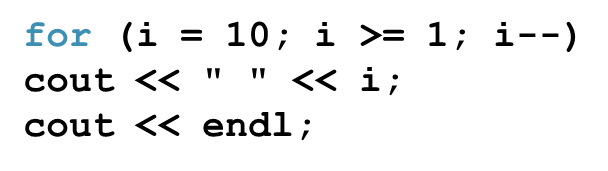 for (i = 10; i >= 1; i--)
cout << " " << i;
cout << endl;